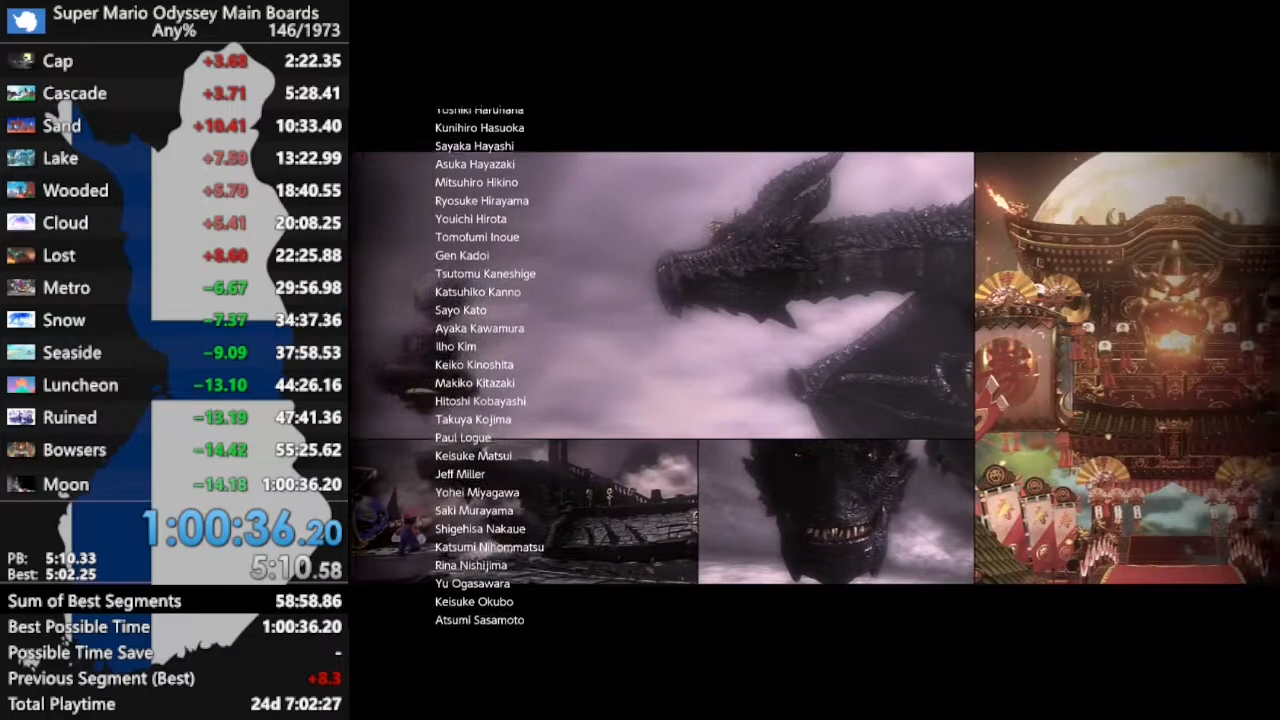 Super Mario Odyssey Main Boards
Any% 146/1973
Cap +3.68 2:22.35
Cascade +3.71 5:28.41
Sand +10.41 10:33.40
Lake +7.59 13:22.99
Wooded +5.70 18:40.55
Cloud +5.41 20:08.25
Lost +8.60 22:25.88
Metro −6.67 29:56.98
Snow −7.37 34:37.36
Seaside −9.09 37:58.53
Luncheon −13.10 44:26.16
Ruined −13.19 47:41.36
Bowsers −14.42 55:25.62
Moon −14.18 1:00:36.20
1:00:36.20
PB: 5:10.33
Best: 5:02.25
5:10.58
Sum of Best Segments 58:58.86
Best Possible Time 1:00:36.20
Possible Time Save -
Previous Segment (Best) +8.3
Total Playtime 24d 7:02:27
Kunihiro Hasuoka
Sayaka Hayashi
Asuka Hayazaki
Mitsuhiro Hikino
Ryosuke Hirayama
Youichi Hirota
Tomofumi Inoue
Gen Kadoi
Tsutomu Kaneshige
Katsuhiko Kanno
Sayo Kato
Ayaka Kawamura
Ilho Kim
Keiko Kinoshita
Makiko Kitazaki
Hitoshi Kobayashi
Takuya Kojima
Paul Logue
Keisuke Matsui
Jeff Miller
Yohei Miyagawa
Saki Murayama
Shigehisa Nakaue
Katsumi Nihommatsu
Rina Nishijima
Yu Ogasawara
Keisuke Okubo
Atsumi Sasamoto